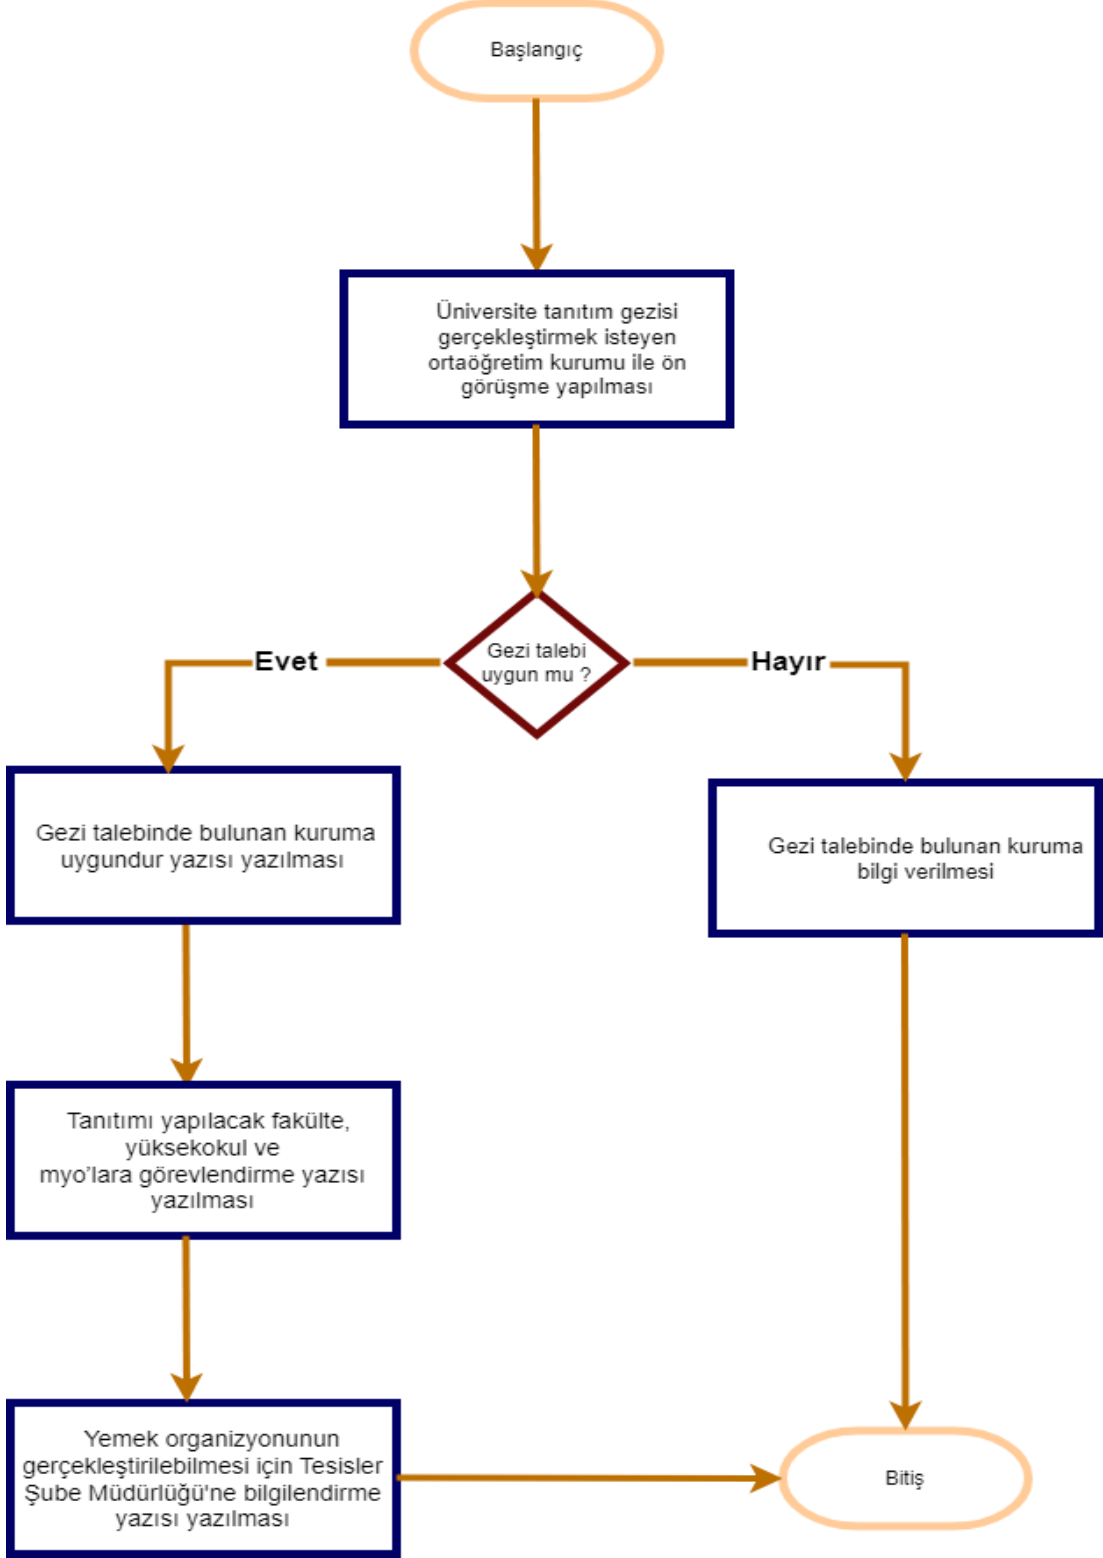 Başlangıç
Üniversite tanıtım gezisi
gerçekleştirmek isteyen
ortaöğretim kurumu ile ön
görüşme yapılması
Gezi talebi
uygun mu ?
Evet
Hayır
Gezi talebinde bulunan kuruma
uygundur yazısı yazılması
Gezi talebinde bulunan kuruma
bilgi verilmesi
Tanıtımı yapılacak fakülte,
yüksekokul ve
myo'lara görevlendirme yazısı
yazılması
Yemek organizyonunun
gerçekleştirilebilmesi için Tesisler
Şube Müdürlüğü'ne bilgilendirme
yazısı yazılması
Bitiş